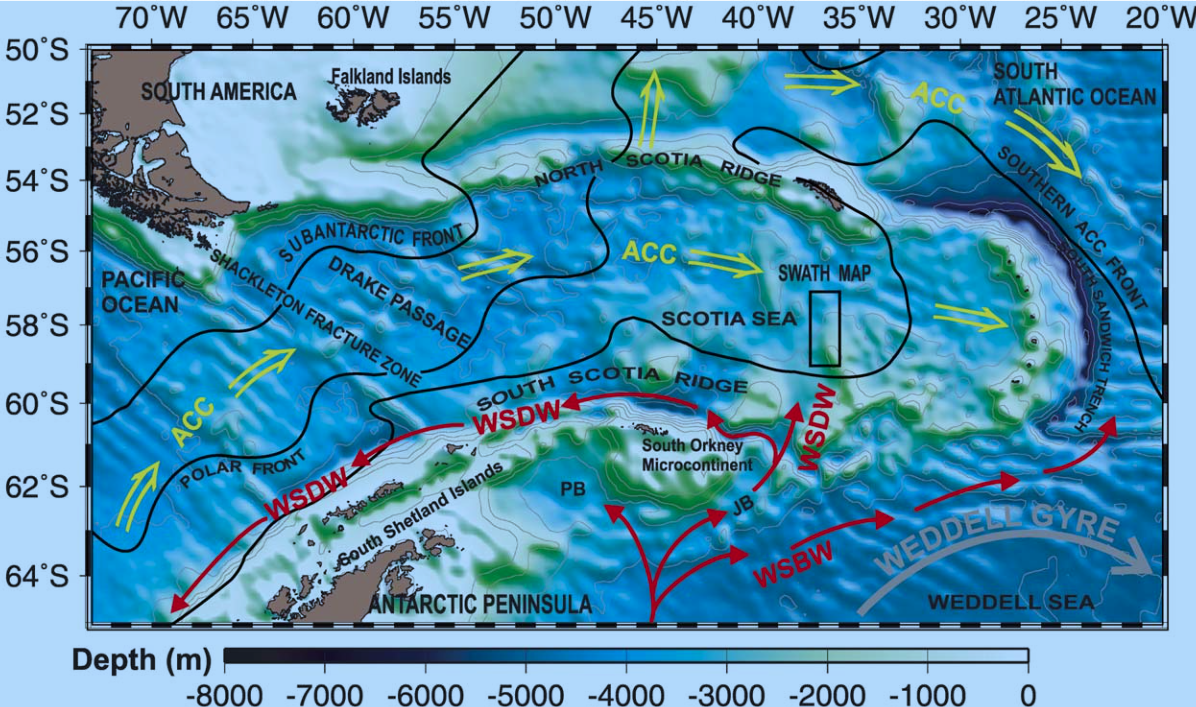 70°W 65°W 60°W 55°W 50°W 45°W 40°W 35°W 30°W 25°W 20°W
50°S
52°S
54°S
56°S
58°S
60°S
62°S
64°S
SOUTH AMERICA
Falkland Islands
SOUTH
ATLANTIC OCEAN
ACC
NORTH SCOTIA RIDGE
SOUTHERN ACC FRONT
SUBANTARCTIC FRONT
SHACKLETON FRACTURE ZONE
DRAKE PASSAGE
PACIFIC
OCEAN
ACC
SWATH MAP
SCOTIA SEA
SOUTH SANDWICH TRENCH
ACC
POLAR FRONT
SOUTH SCOTIA RIDGE
WSDW
WSDW
WSDW
South Orkney
Microcontinent
PB
JB
South Shetland Islands
WSBW
WEDDELL GYRE
ANTARCTIC PENINSULA
WEDDELL SEA
Depth (m)
-8000 -7000 -6000 -5000 -4000 -3000 -2000 -1000 0